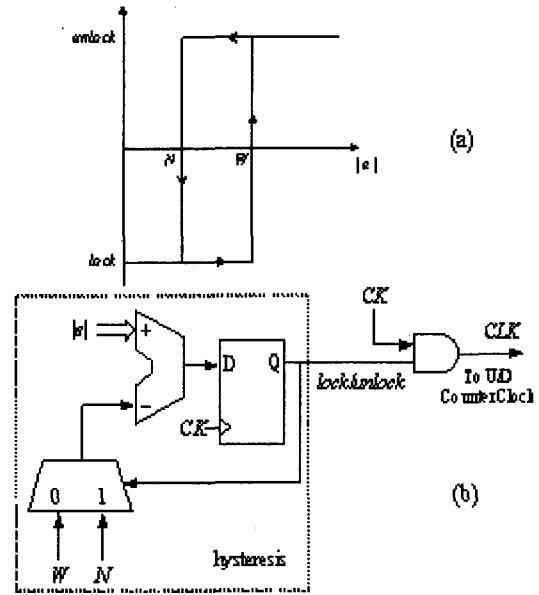 unlock
N
W
|e|
(a)
lock
|e|
+
−
D
Q
CK
CK
CLK
lock/unlock
To U/D
CounterClock
0
1
W
N
hysteresis
(b)